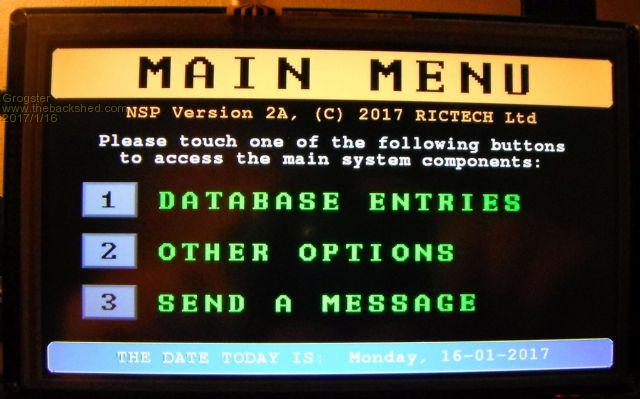 MAIN MENU
Grogster
www.thebackshed.com
2017/1/16
NSP Version 2A, (C) 2017 RICTECH Ltd
Please touch one of the following buttons
to access the main system components:
1 DATABASE ENTRIES
2 OTHER OPTIONS
3 SEND A MESSAGE
THE DATE TODAY IS: Monday, 16-01-2017